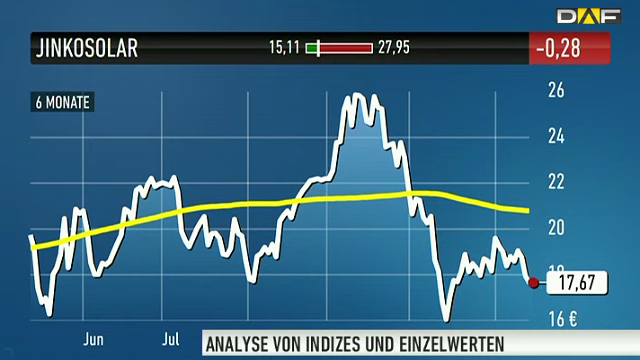 DAF
JINKOSOLAR 15,11 27,95 -0,28
6 MONATE
26
24
22
20
18
17,67
16 €
Jun Jul
ANALYSE VON INDIZES UND EINZELWERTEN